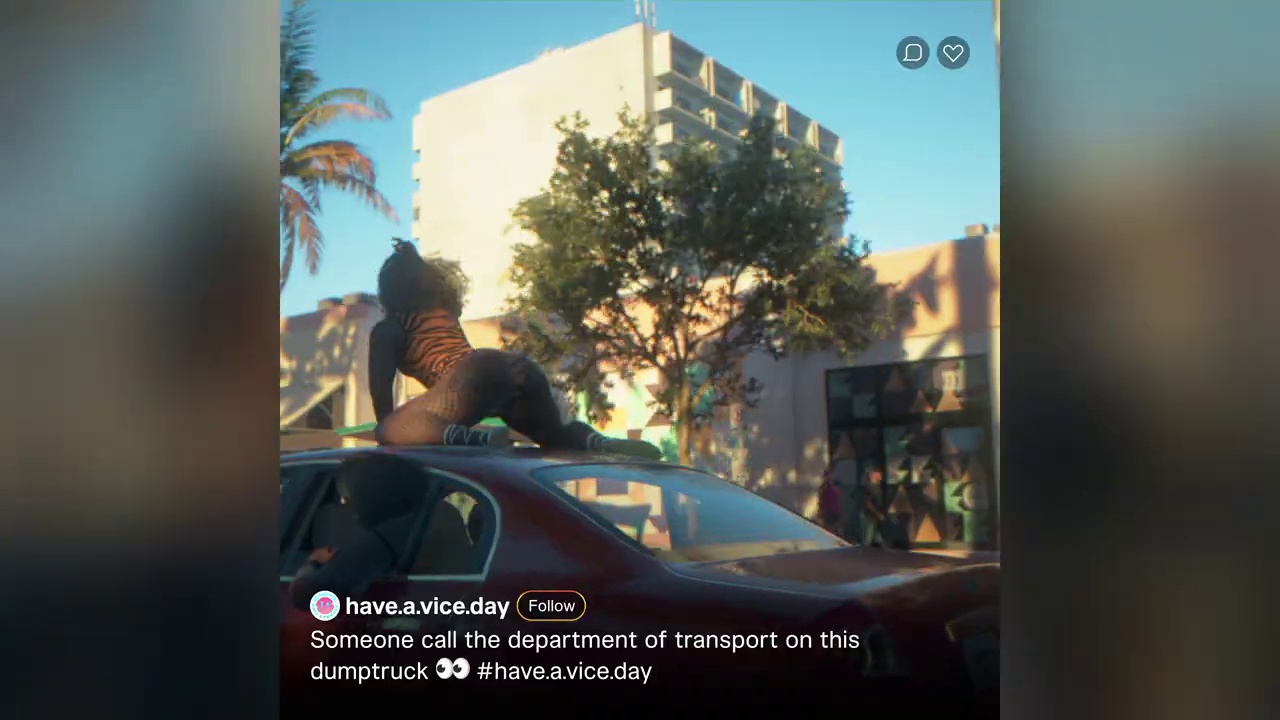 have.a.vice.day Follow
Someone call the department of transport on this
dumptruck 👀 #have.a.vice.day